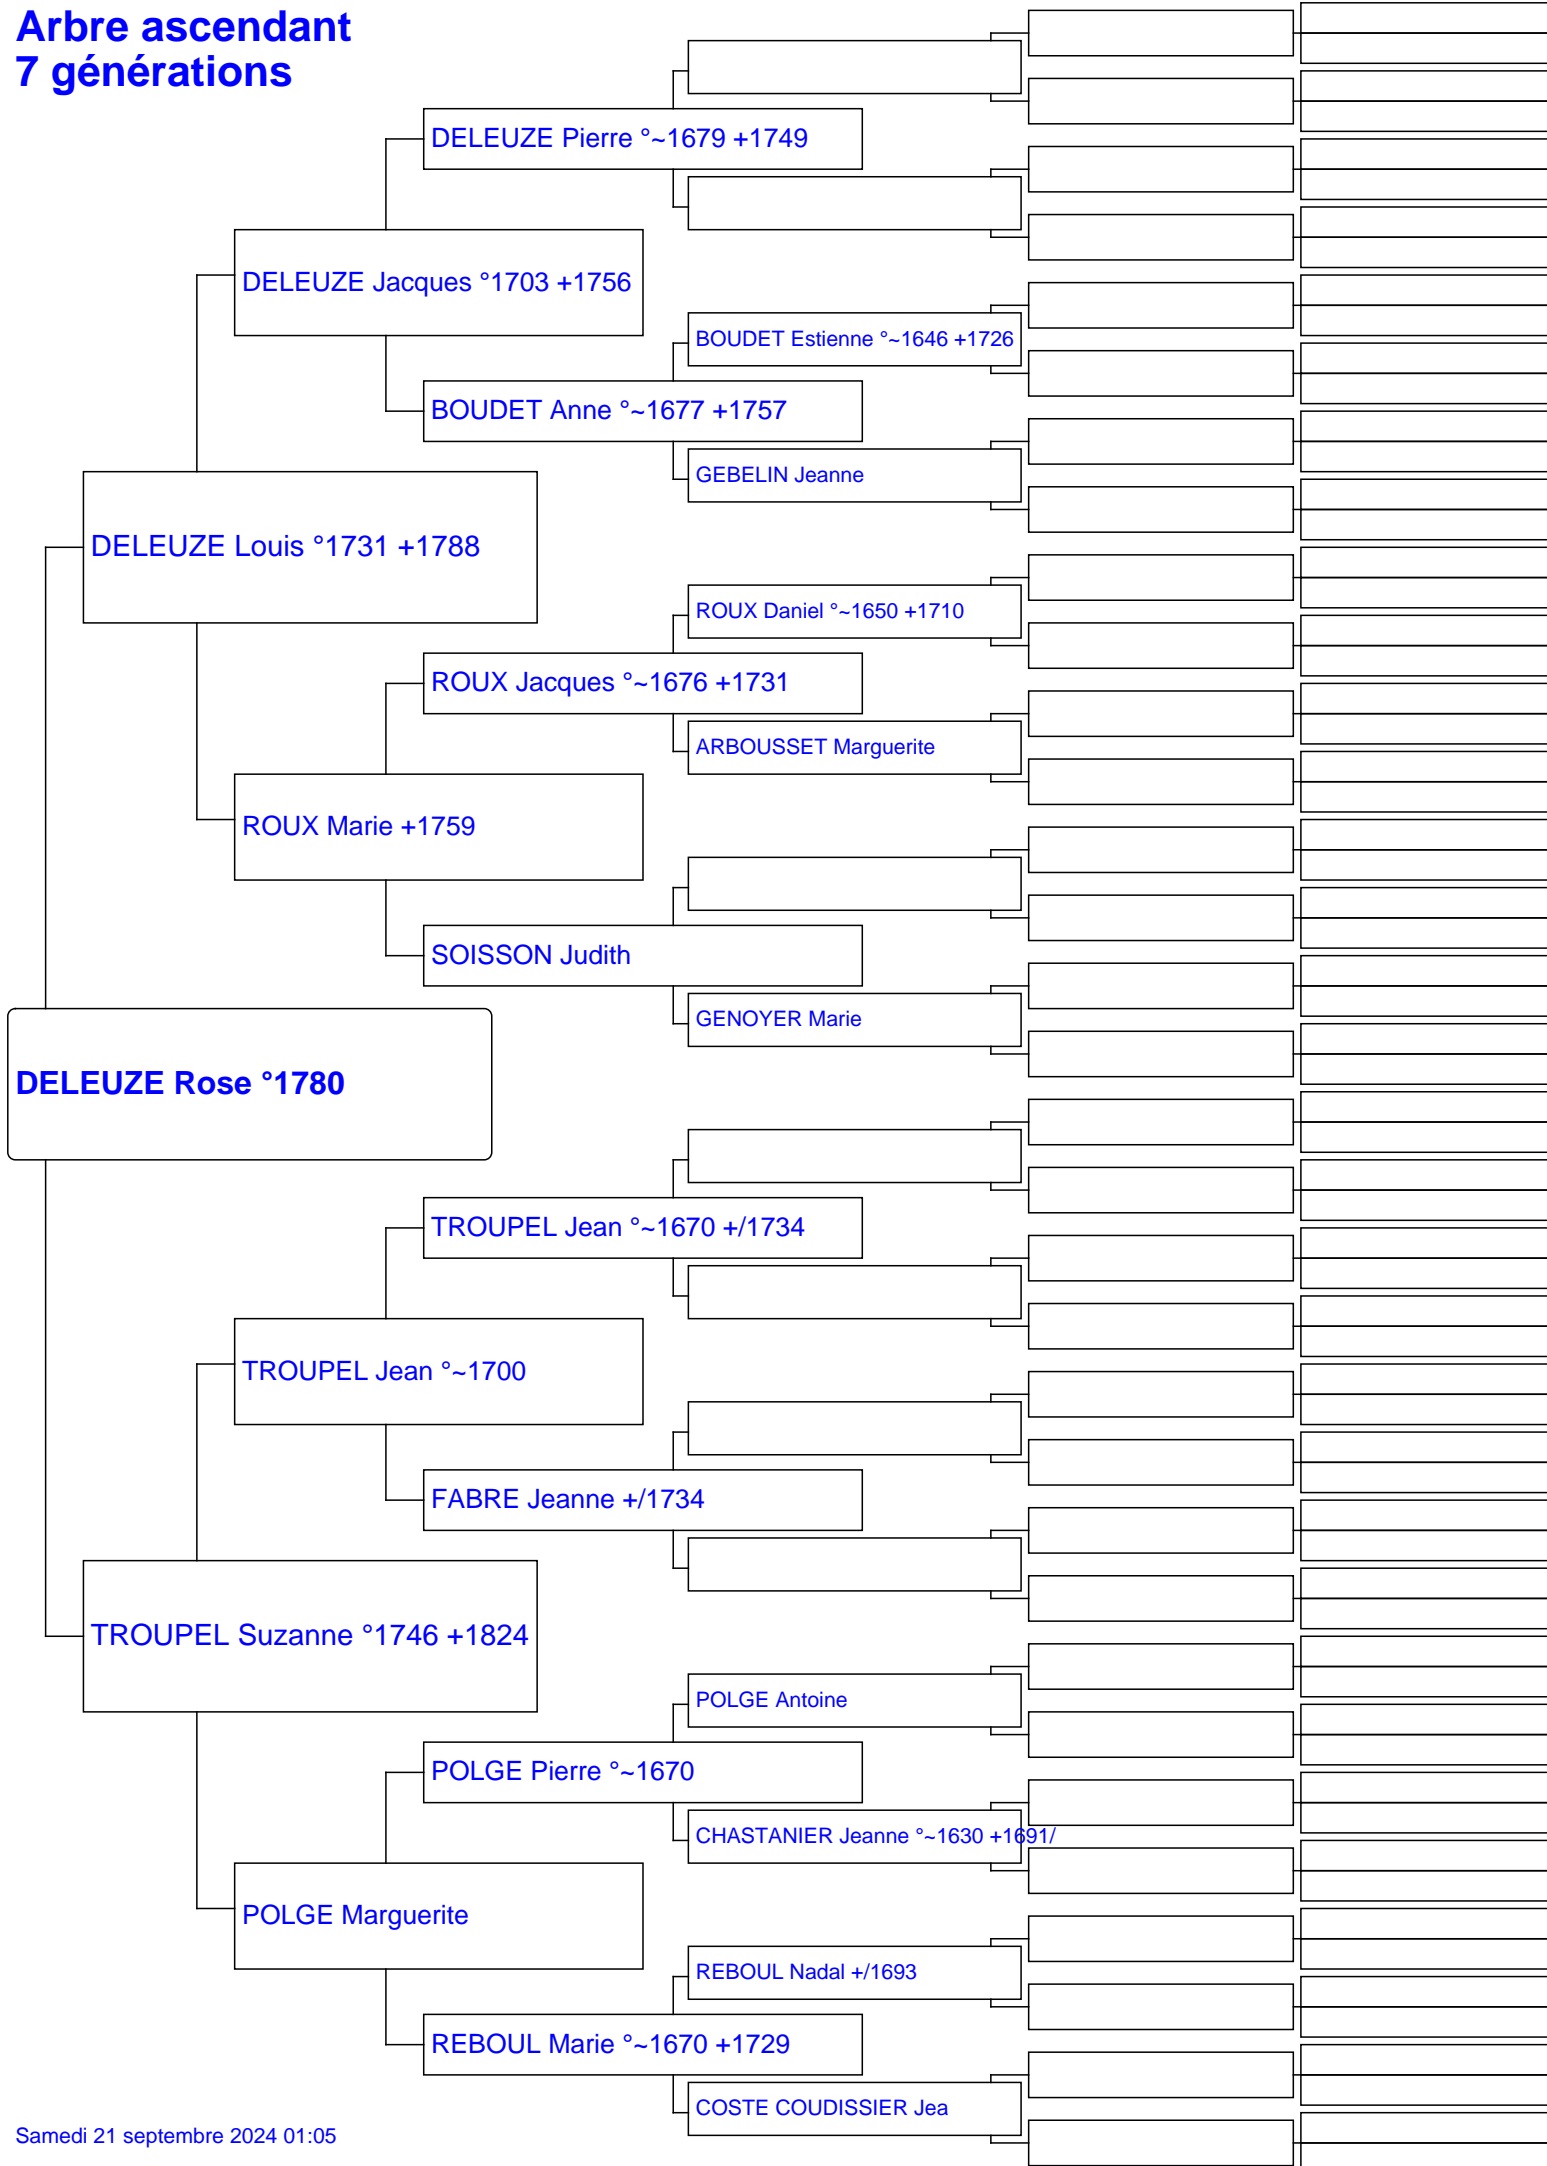 Arbre ascendant
7 générations
DELEUZE Pierre °~1679 +1749
DELEUZE Jacques °1703 +1756
BOUDET Estienne °~1646 +1726
BOUDET Anne °~1677 +1757
GEBELIN Jeanne
DELEUZE Louis °1731 +1788
ROUX Daniel °~1650 +1710
ROUX Jacques °~1676 +1731
ARBOUSSET Marguerite
ROUX Marie +1759
SOISSON Judith
GENOYER Marie
DELEUZE Rose °1780
TROUPEL Jean °~1670 +/1734
TROUPEL Jean °~1700
FABRE Jeanne +/1734
TROUPEL Suzanne °1746 +1824
POLGE Antoine
POLGE Pierre °~1670
CHASTANIER Jeanne °~1630 +1691/
POLGE Marguerite
REBOUL Nadal +/1693
REBOUL Marie °~1670 +1729
COSTE COUDISSIER Jea
Samedi 21 septembre 2024 01:05